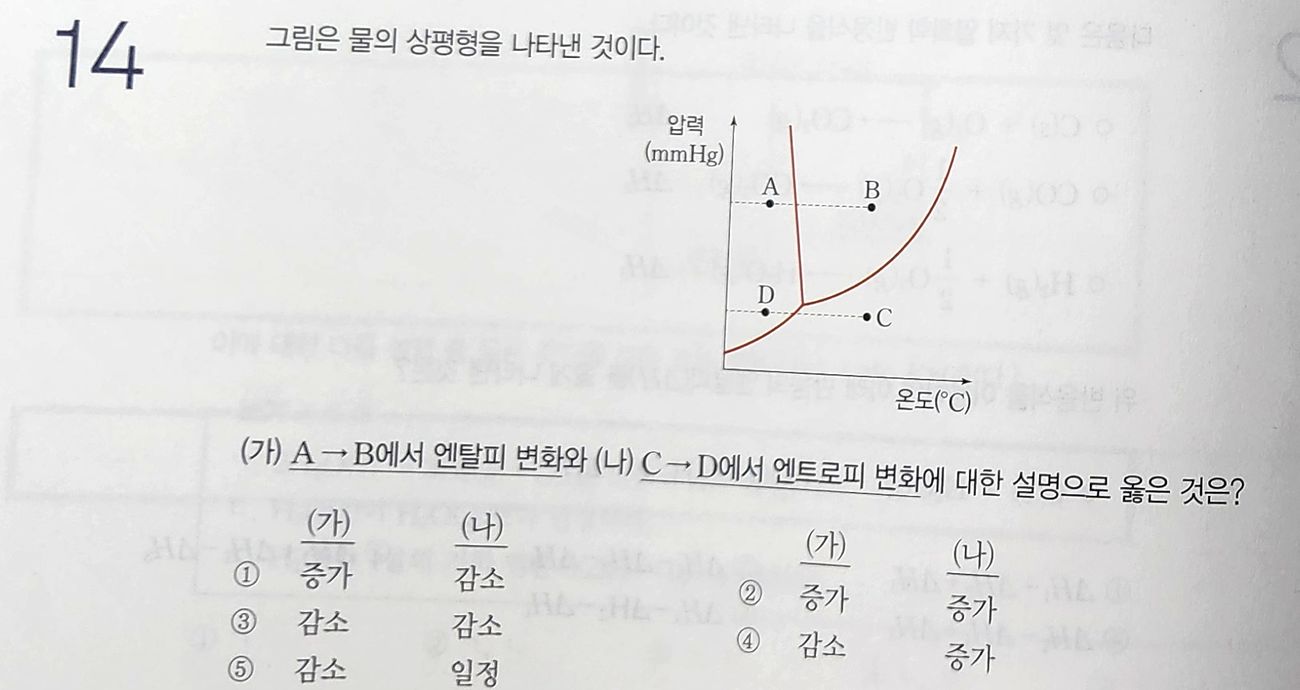 14
그림은 물의 상평형을 나타낸 것이다.
압력
(mmHg)
A
B
D
C
온도(℃)
(가) A → B에서 엔탈피 변화와 (나) C → D에서 엔트로피 변화에 대한 설명으로 옳은 것은?
(가) (나) (가) (나)
① 증가 감소 ② 증가 증가
③ 감소 감소 ④ 감소 증가
⑤ 감소 일정